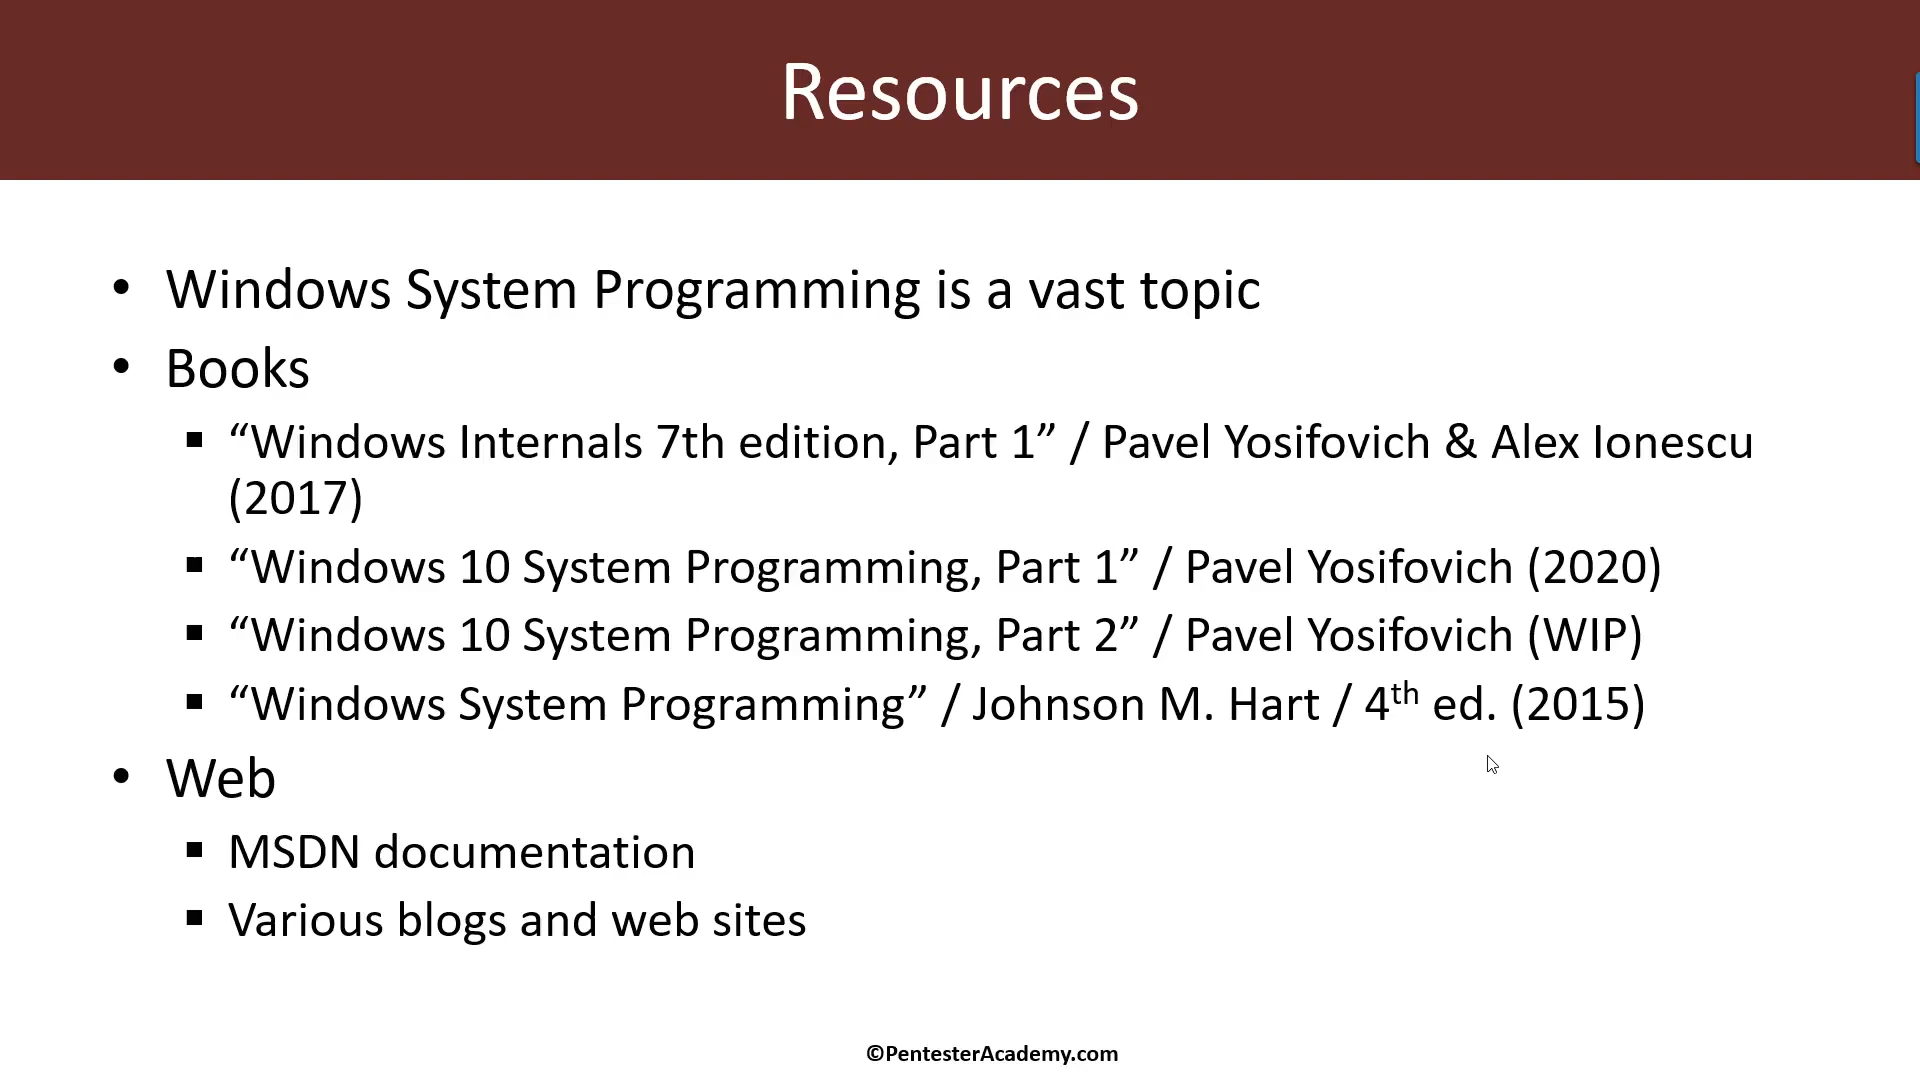 Resources
• Windows System Programming is a vast topic
• Books
▪ “Windows Internals 7th edition, Part 1” / Pavel Yosifovich & Alex Ionescu
(2017)
▪ “Windows 10 System Programming, Part 1” / Pavel Yosifovich (2020)
▪ “Windows 10 System Programming, Part 2” / Pavel Yosifovich (WIP)
▪ “Windows System Programming” / Johnson M. Hart / 4th ed. (2015)
• Web
▪ MSDN documentation
▪ Various blogs and web sites
©PentesterAcademy.com